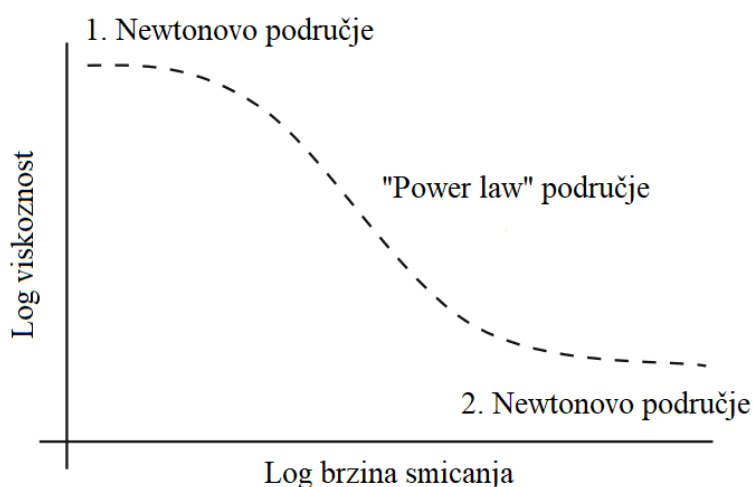 1. Newtonovo područje
"Power law" područje
Log viskoznost
2. Newtonovo područje
Log brzina smicanja